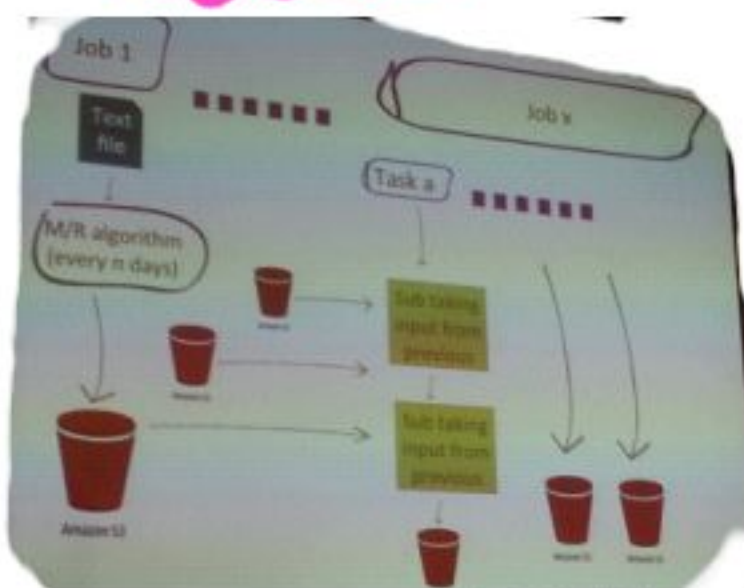 Job 1
Job x
Text
file
Task a
M/R algorithm
(every n days)
Sub taking
input from
previous
Sub taking
input from
previous
Amazon S3